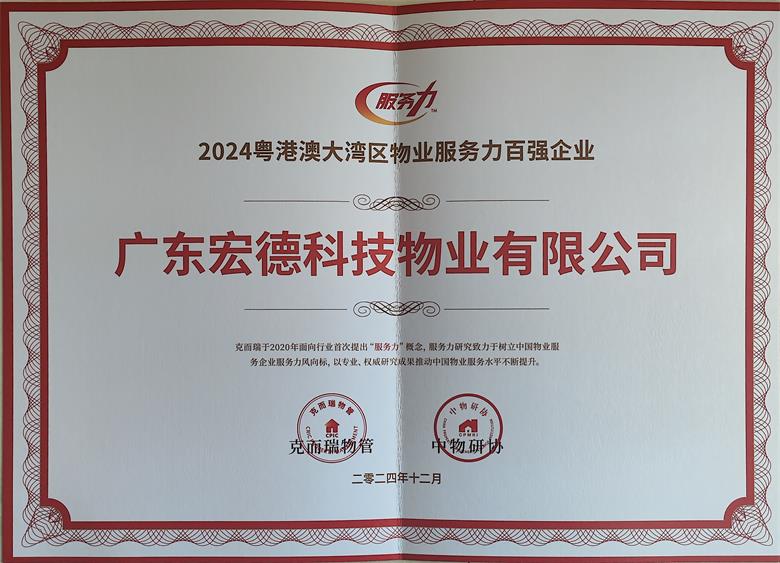 服务力™
2024粤港澳大湾区物业服务力百强企业
广东宏德科技物业有限公司
克而瑞于2020年面向行业首次提出“服务力”概念，服务力研究致力于树立中国物业服
务企业服务力风向标，以专业、权威研究成果推动中国物业服务水平不断提升。
克而瑞物管
CPIC
克而瑞物管
中物研协
CPMRI
中物研协
二零二四年十二月